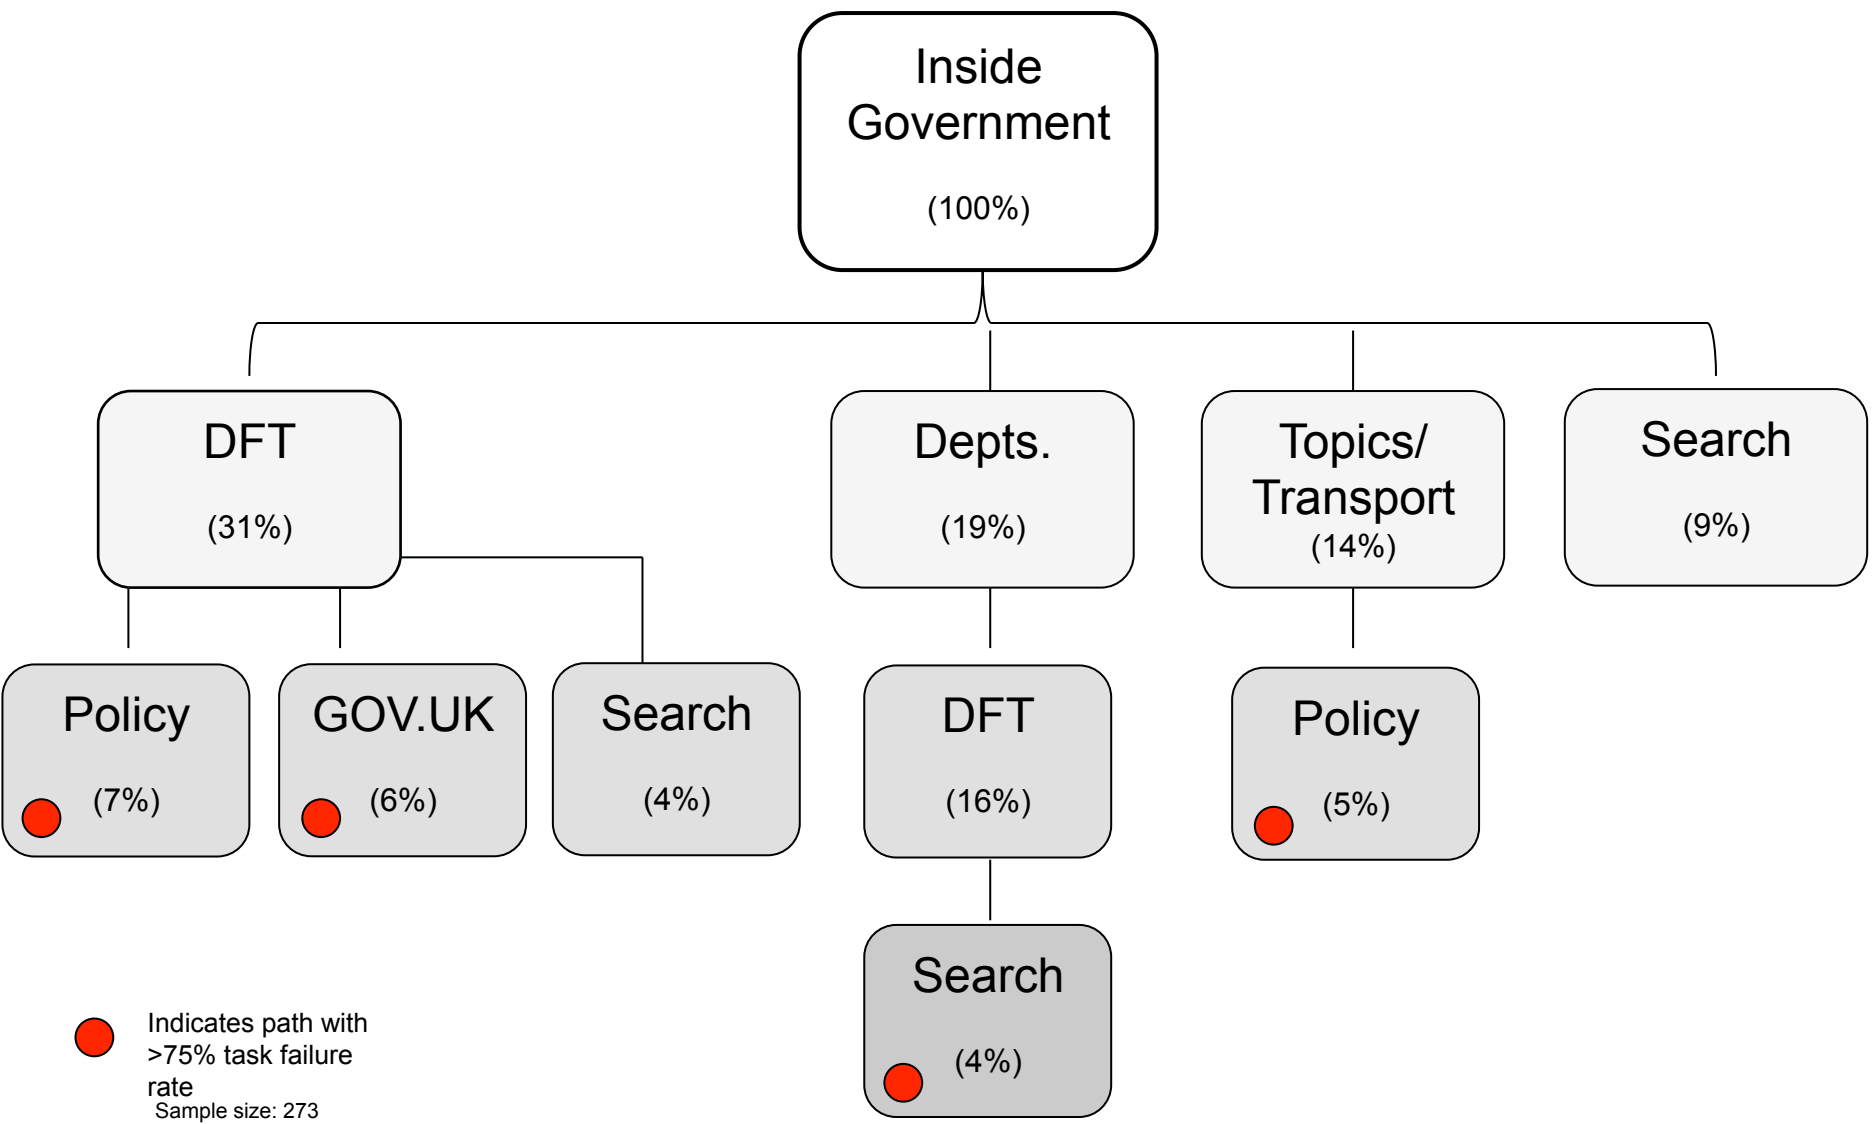 Inside
Government
(100%)
DFT
(31%)
Depts.
(19%)
Topics/
Transport
(14%)
Search
(9%)
Policy
(7%)
GOV.UK
(6%)
Search
(4%)
DFT
(16%)
Policy
(5%)
Search
(4%)
Indicates path with
>75% task failure
rate
Sample size: 273